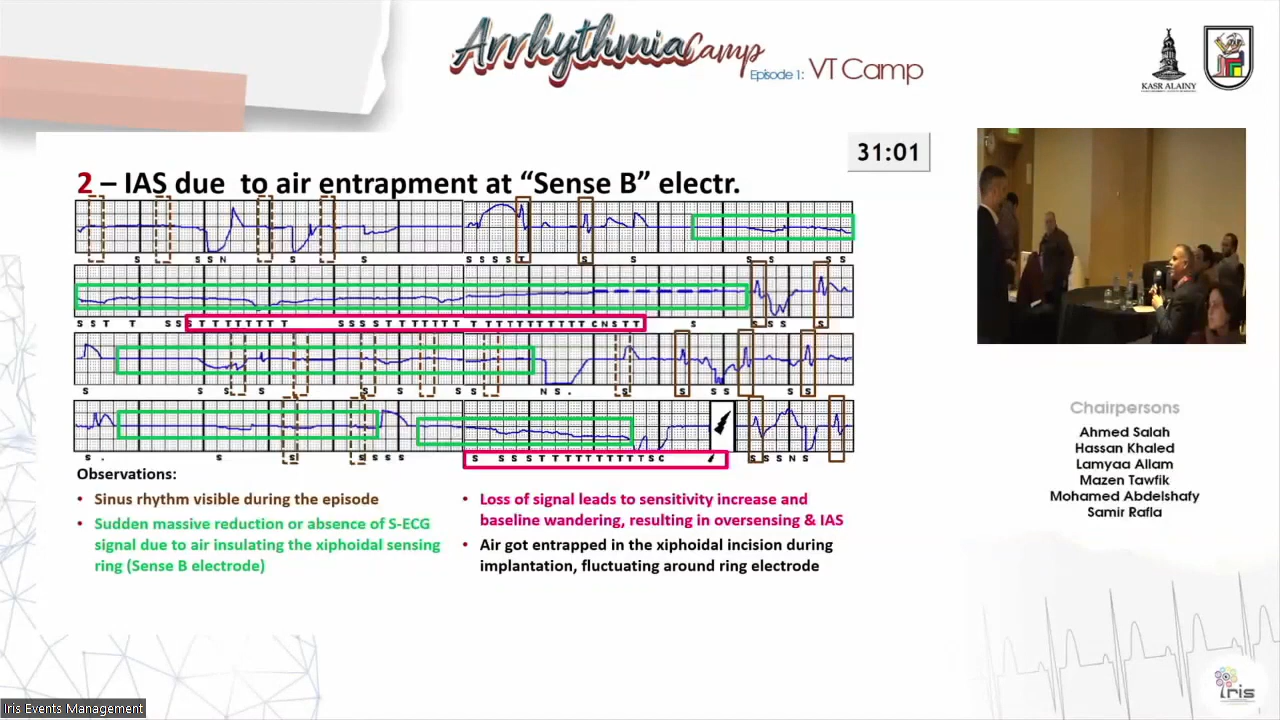 Arrhythmia Camp
Episode 1: VT Camp
KASR ALAINY
31:01
2 – IAS due to air entrapment at “Sense B” electr.
Observations:
• Sinus rhythm visible during the episode
• Sudden massive reduction or absence of S-ECG
signal due to air insulating the xiphoidal sensing
ring (Sense B electrode)
• Loss of signal leads to sensitivity increase and
baseline wandering, resulting in oversensing & IAS
• Air got entrapped in the xiphoidal incision during
implantation, fluctuating around ring electrode
Chairpersons
Ahmed Salah
Hassan Khaled
Lamyaa Allam
Mazen Tawfik
Mohamed Abdelshafy
Samir Rafla
Iris
Iris Events Management